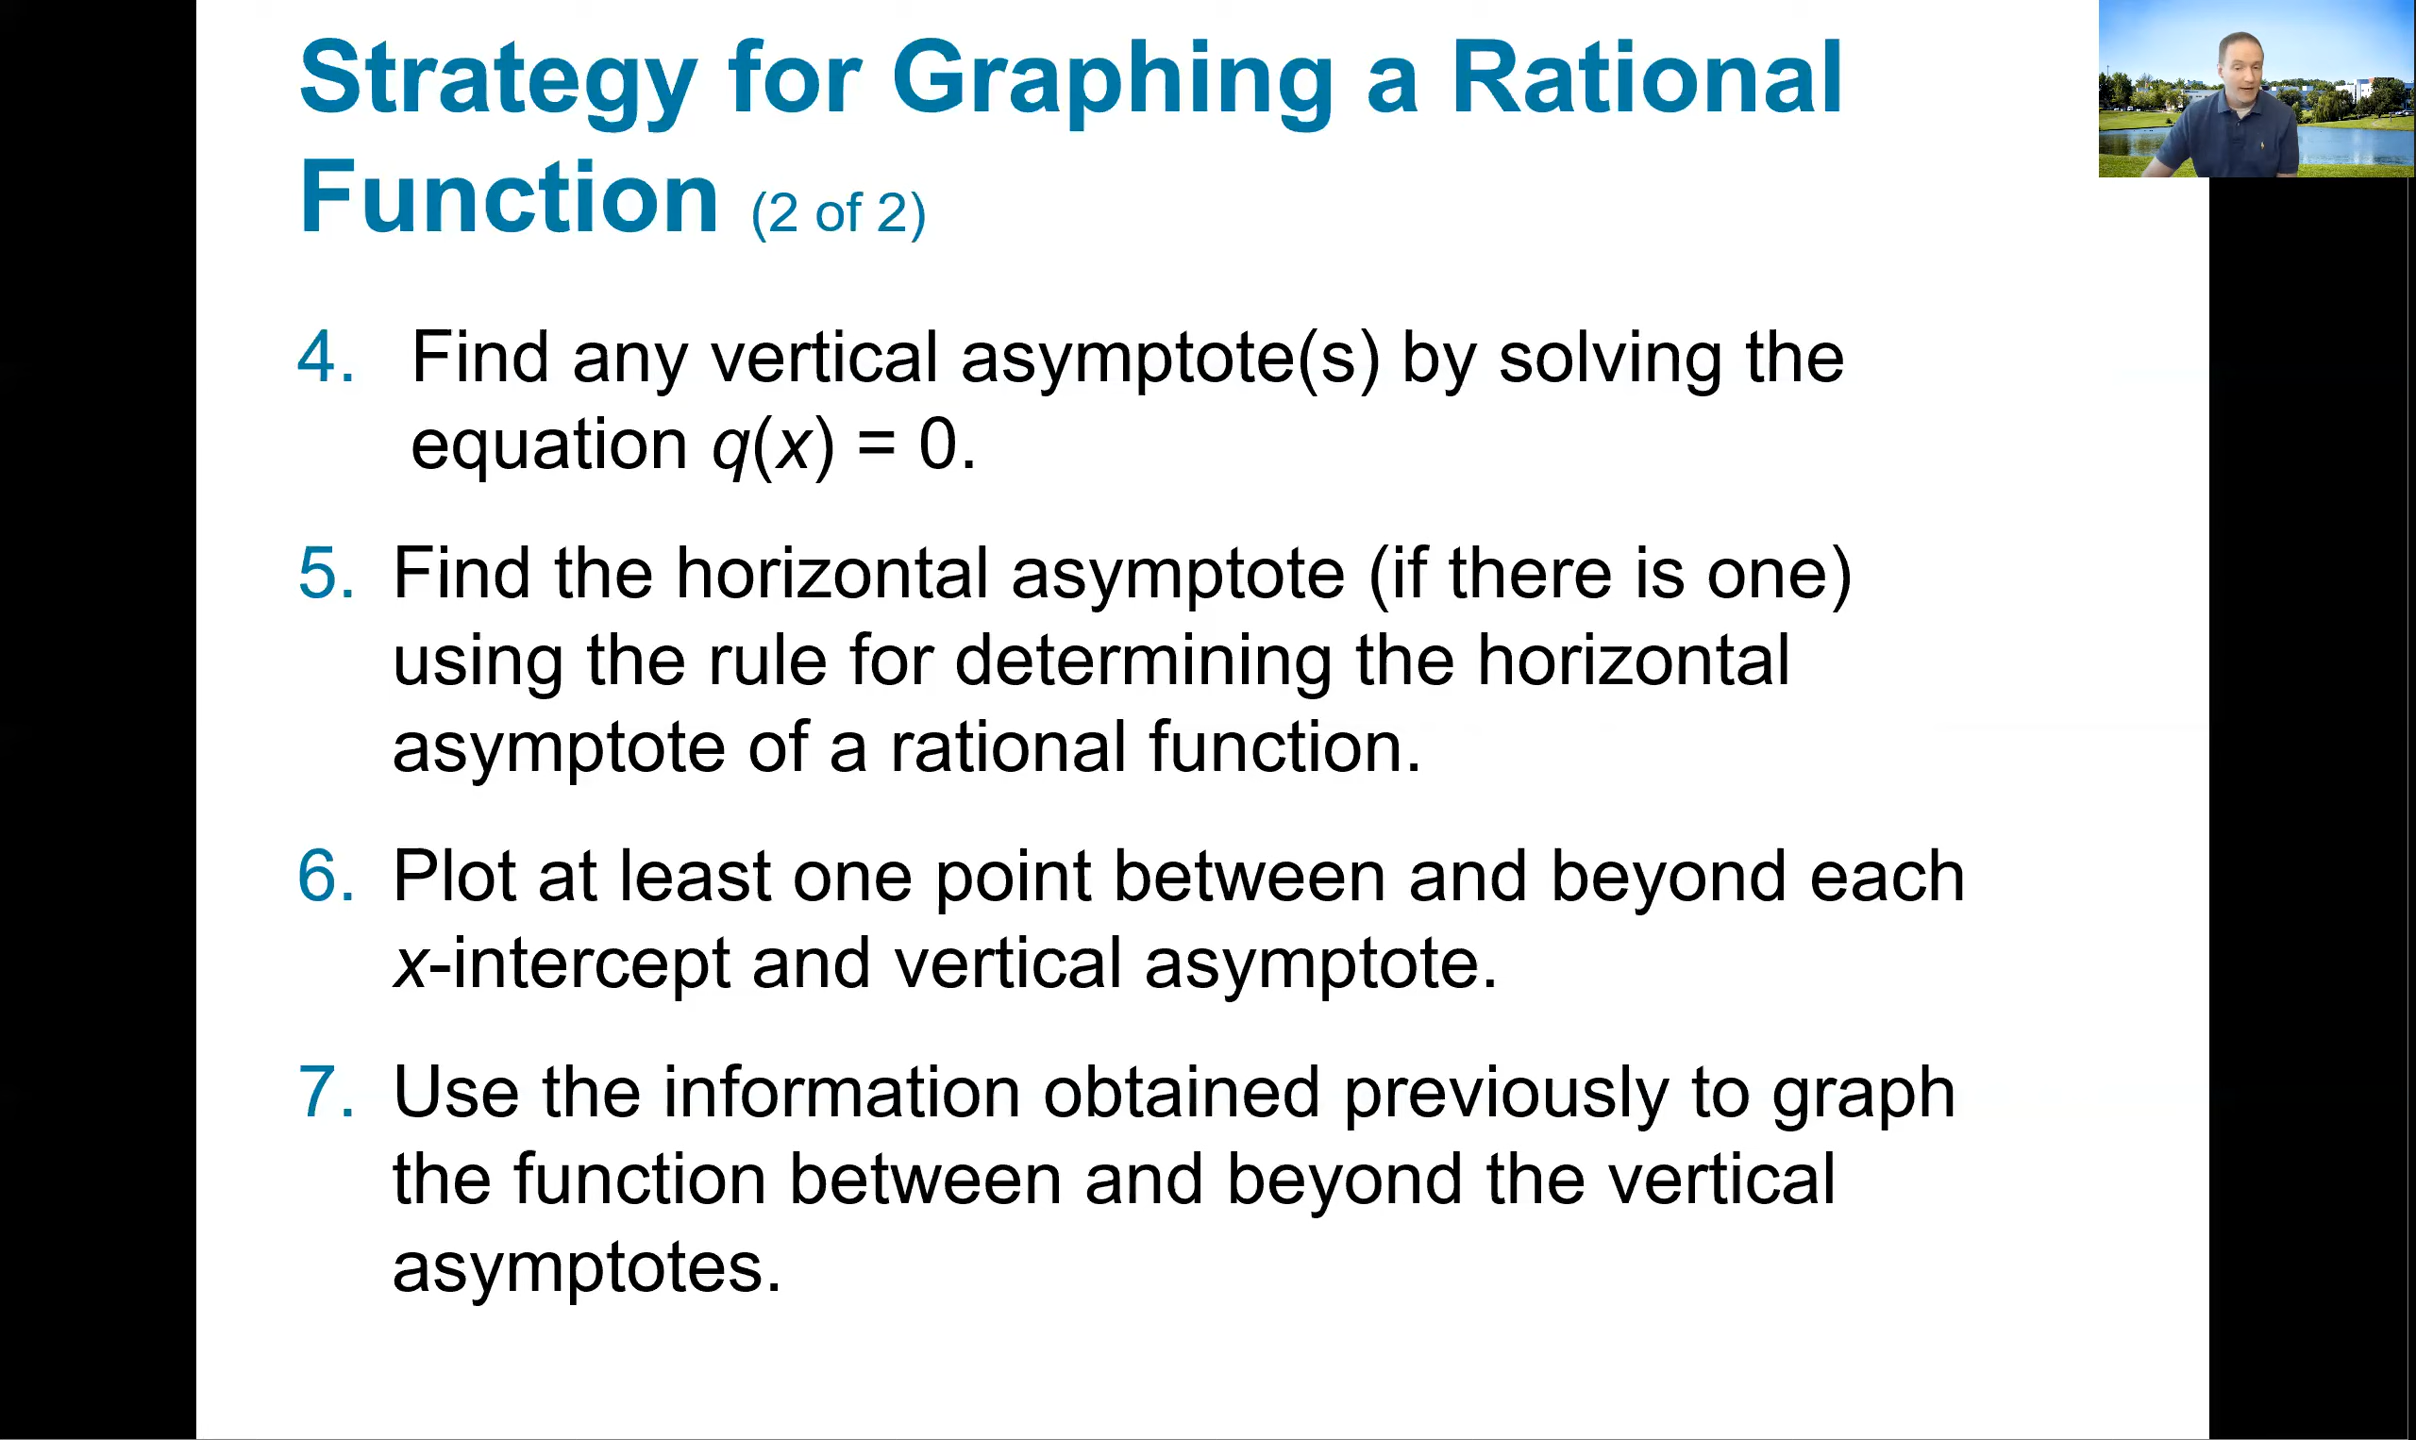 Strategy for Graphing a Rational
Function (2 of 2)
4. Find any vertical asymptote(s) by solving the
equation q(x) = 0.
5. Find the horizontal asymptote (if there is one)
using the rule for determining the horizontal
asymptote of a rational function.
6. Plot at least one point between and beyond each
x-intercept and vertical asymptote.
7. Use the information obtained previously to graph
the function between and beyond the vertical
asymptotes.